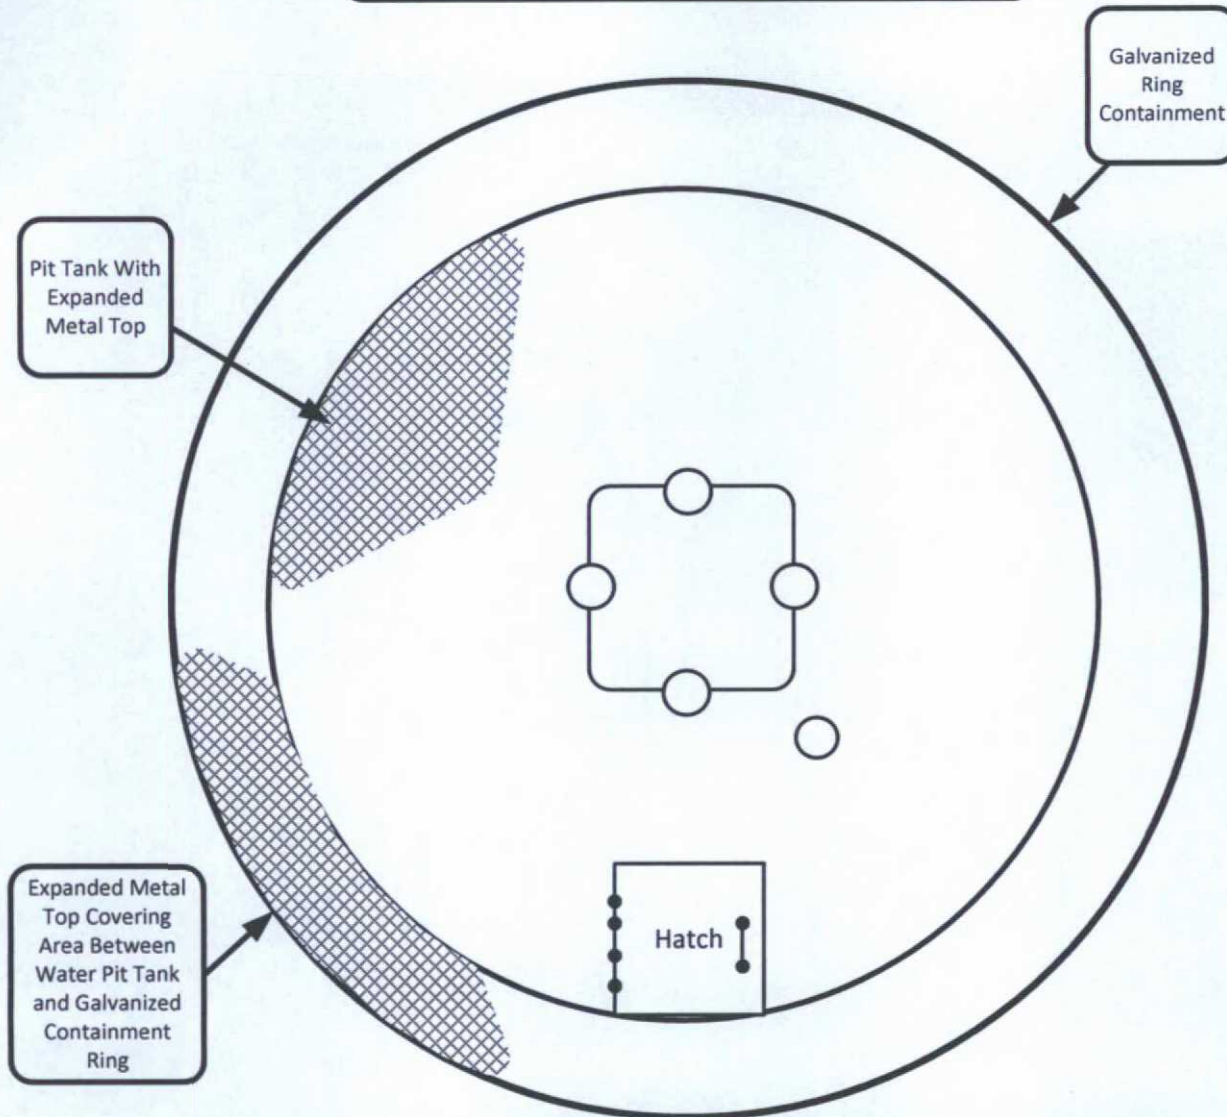 Galvanized
Ring
Containment
Pit Tank With
Expanded
Metal Top
Expanded Metal
Top Covering
Area Between
Water Pit Tank
and Galvanized
Containment
Ring
Hatch